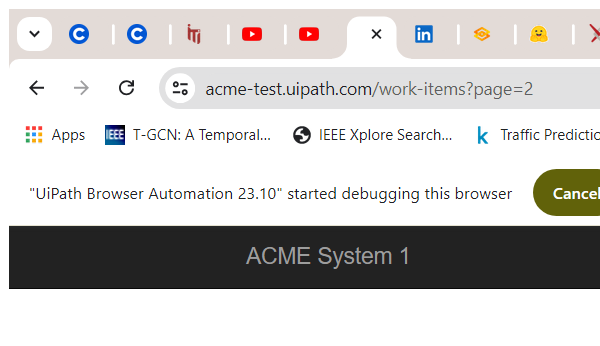 acme-test.uipath.com/work-items?page=2
Apps IEEE T-GCN: A Temporal... IEEE Xplore Search... k Traffic Predictio
"UiPath Browser Automation 23.10" started debugging this browser Cancel
ACME System 1